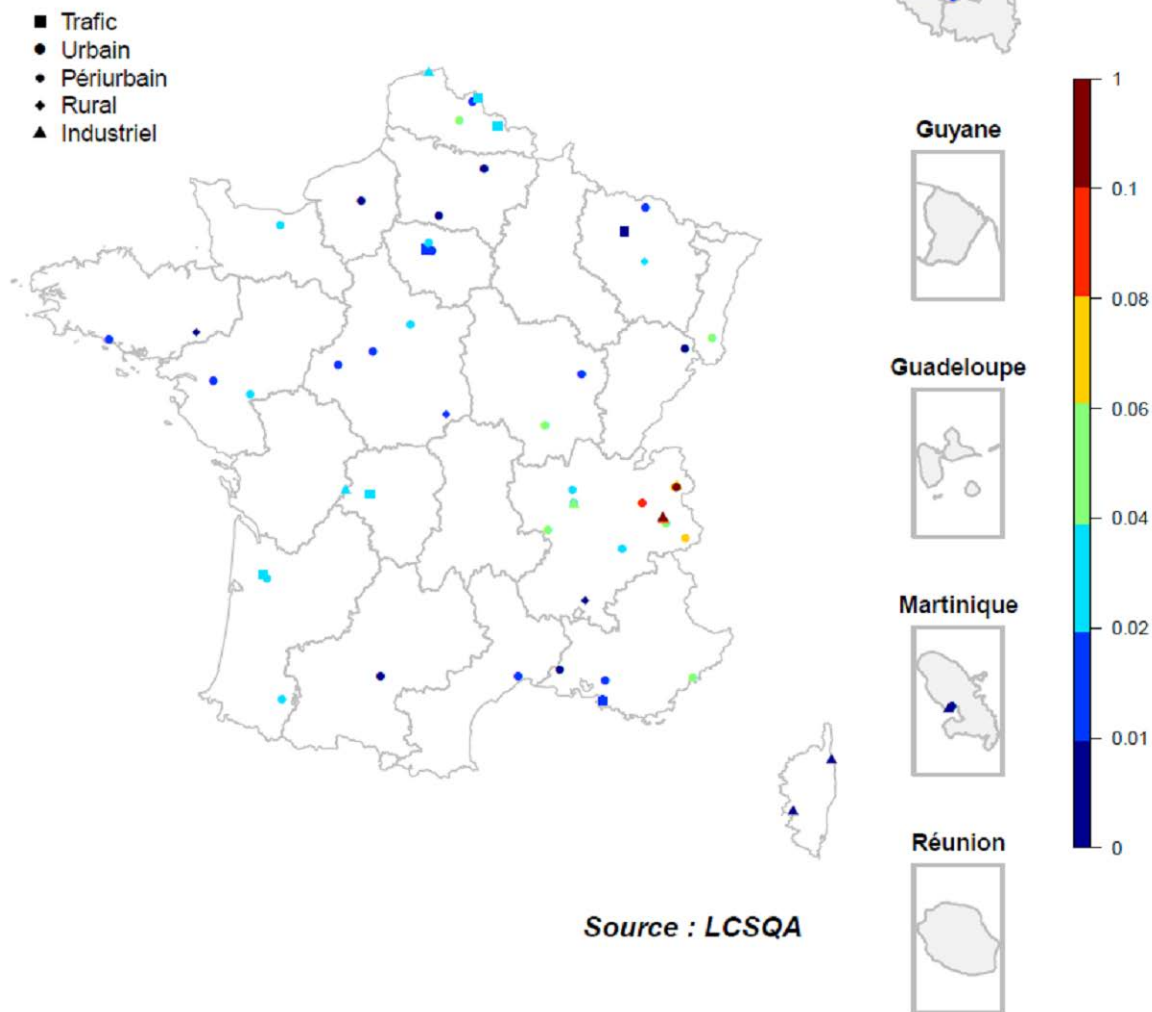 Trafic
Urbain
Périurbain
Rural
Industriel
Guyane
Guadeloupe
Martinique
Réunion
1
0.1
0.08
0.06
0.04
0.02
0.01
0
Source : LCSQA